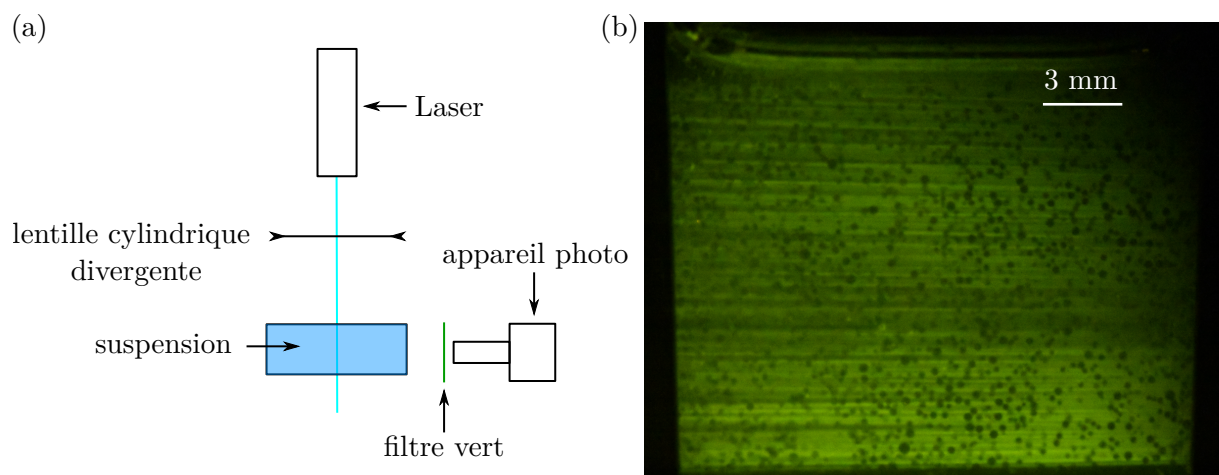 (a)
Laser
lentille cylindrique
divergente
appareil photo
suspension
filtre vert
(b)
3 mm